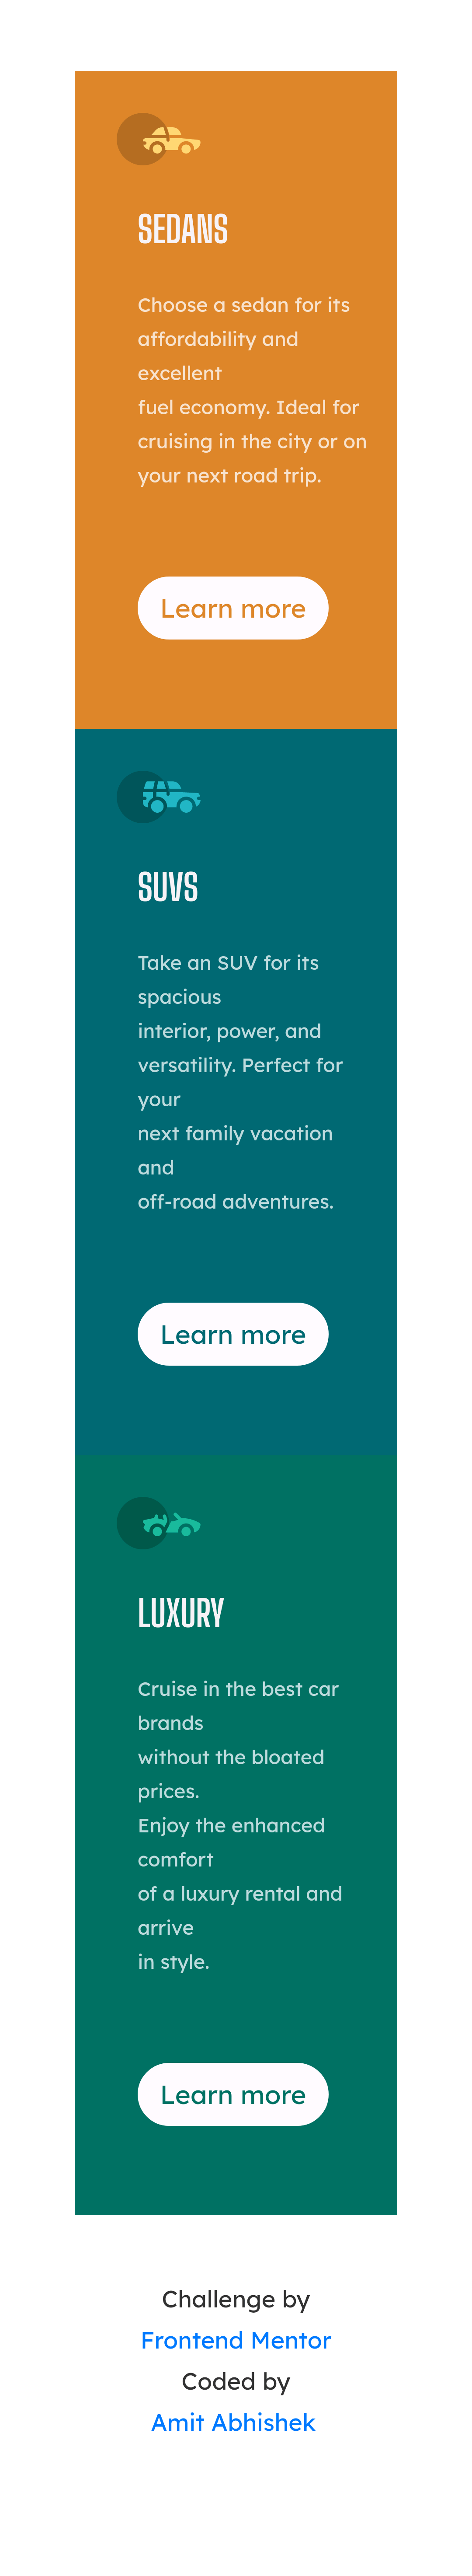 SEDANS
Choose a sedan for its
affordability and
excellent
fuel economy. Ideal for
cruising in the city or on
your next road trip.
Learn more
SUVS
Take an SUV for its
spacious
interior, power, and
versatility. Perfect for
your
next family vacation
and
off-road adventures.
Learn more
LUXURY
Cruise in the best car
brands
without the bloated
prices.
Enjoy the enhanced
comfort
of a luxury rental and
arrive
in style.
Learn more
Challenge by
Frontend Mentor
Coded by
Amit Abhishek